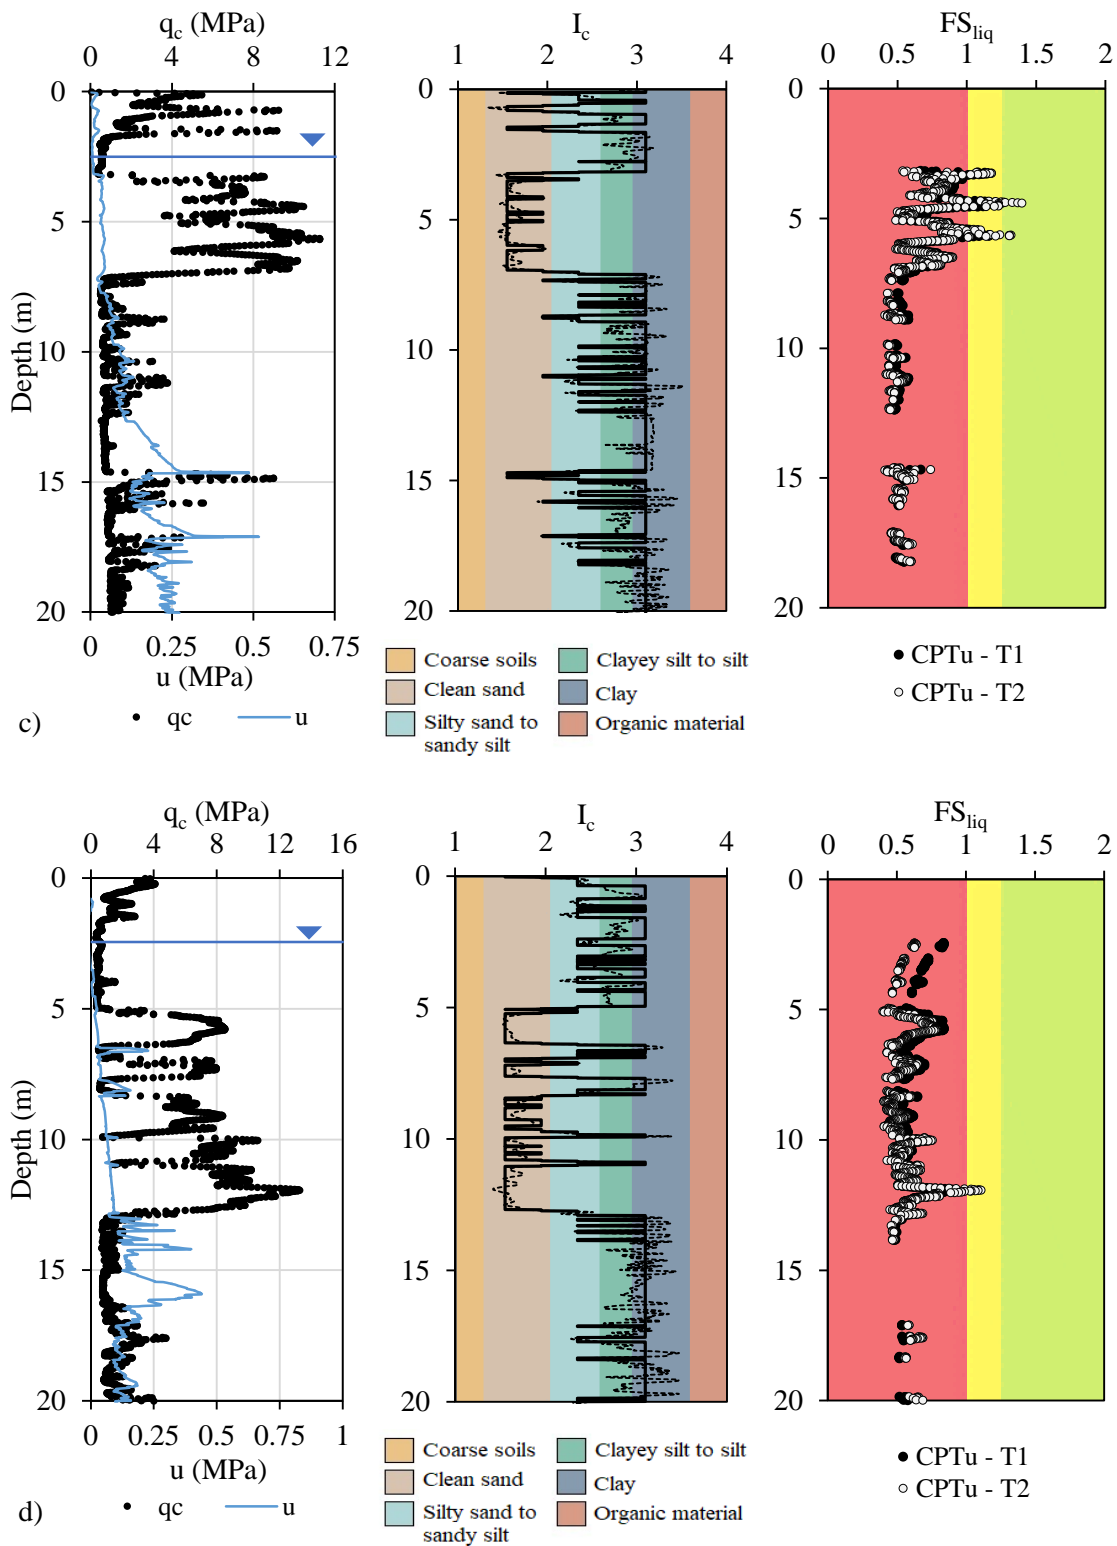 qc (MPa)
0 4 8 12
Ic
1 2 3 4
FSliq
0 0.5 1 1.5 2
0
5
10
15
20
Depth (m)
0
5
10
15
20
0
5
10
15
20
0 0.25 0.5 0.75
u (MPa)
qc u
c)
Coarse soils
Clean sand
Silty sand to
sandy silt
Clayey silt to silt
Clay
Organic material
CPTu - T1
CPTu - T2
qc (MPa)
0 4 8 12 16
Ic
1 2 3 4
FSliq
0 0.5 1 1.5 2
0
5
10
15
20
Depth (m)
0
5
10
15
20
0
5
10
15
20
0 0.25 0.5 0.75 1
u (MPa)
qc u
d)
Coarse soils
Clean sand
Silty sand to
sandy silt
Clayey silt to silt
Clay
Organic material
CPTu - T1
CPTu - T2